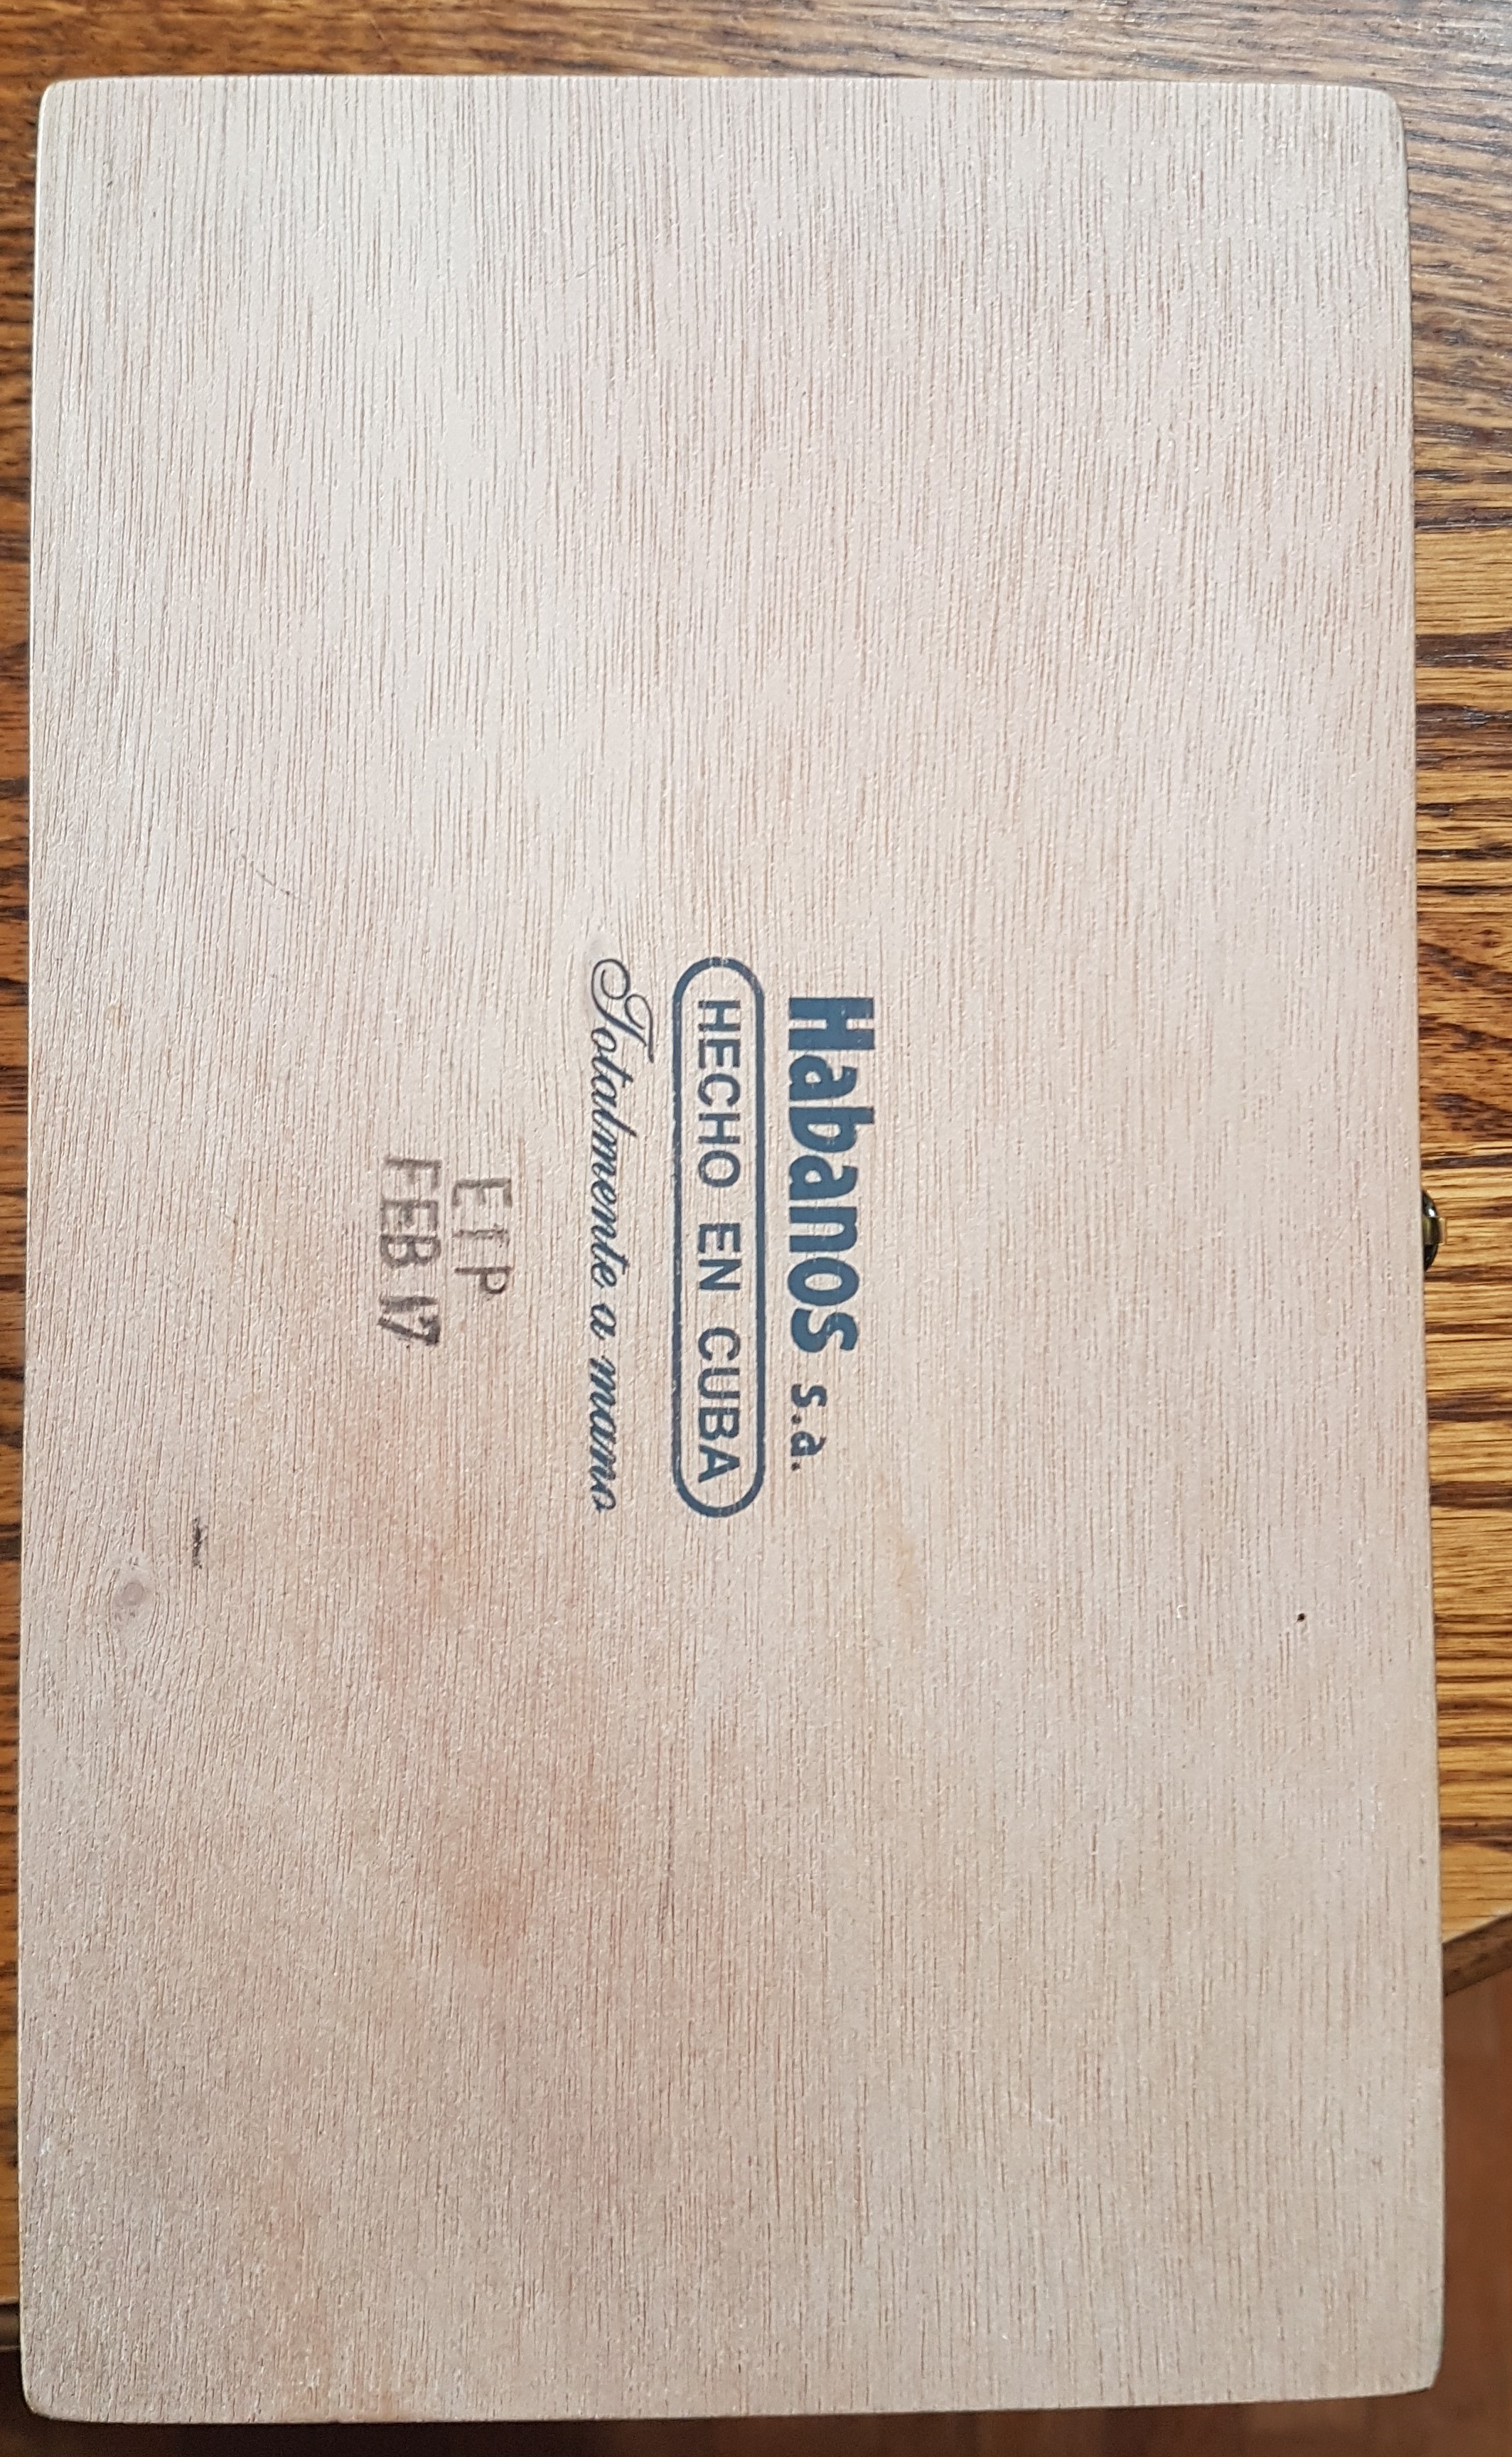 Habanos s.a.
HECHO EN CUBA
Totalmente a mano
ETP
FEB 17